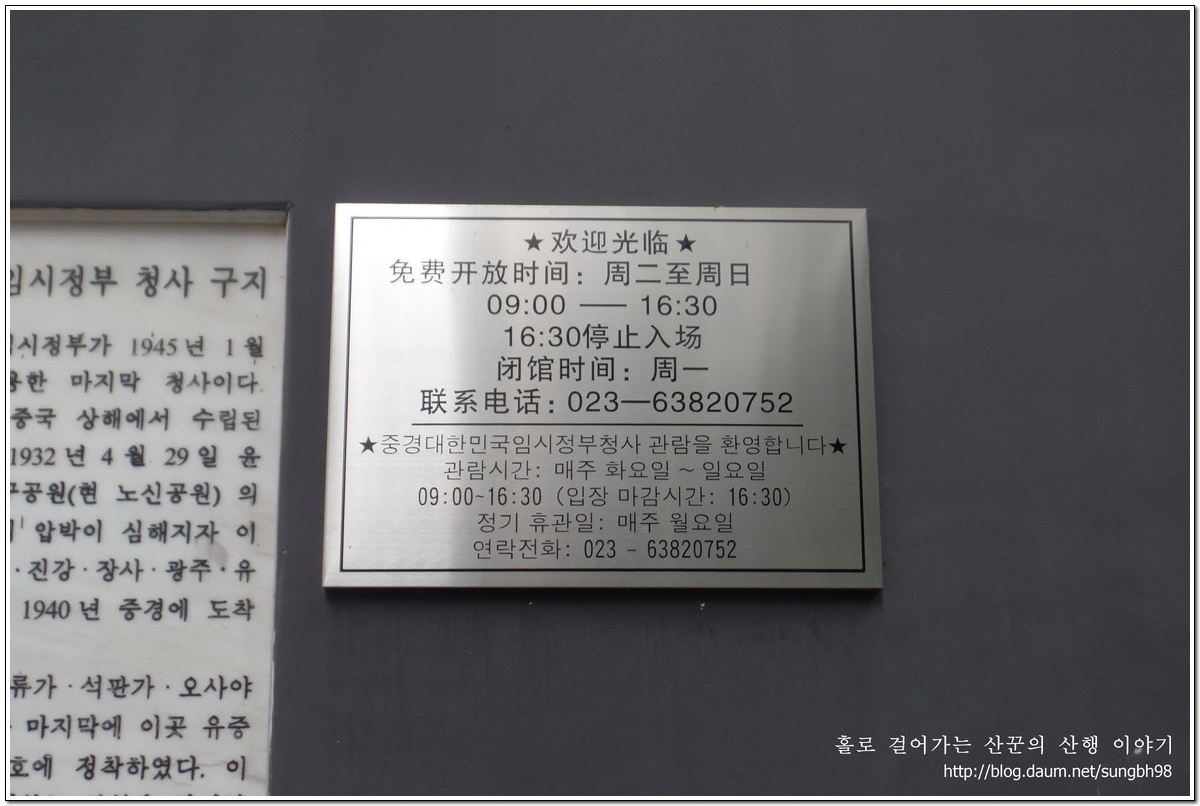 임시정부 청사 구지
시정부가 1945년 1월
용한 마지막 청사이다.
중국 상해에서 수립된
1932년 4월 29일 윤
구공원(현 노신공원) 의
압박이 심해지자 이
·진강·장사·광주·유
1940년 중경에 도착
류가·석판가·오사야
마지막에 이곳 유중
호에 정착하였다. 이
★欢迎光临★
免费开放时间：周二至周日
09:00 —— 16:30
16:30停止入场
闭馆时间：周一
联系电话：023—63820752
★중경대한민국임시정부청사 관람을 환영합니다★
관람시간: 매주 화요일 ~ 일요일
09:00~16:30 (입장 마감시간: 16:30)
정기 휴관일: 매주 월요일
연락전화: 023 - 63820752
홀로 걸어가는 산꾼의 산행 이야기
http://blog.daum.net/sungbh98